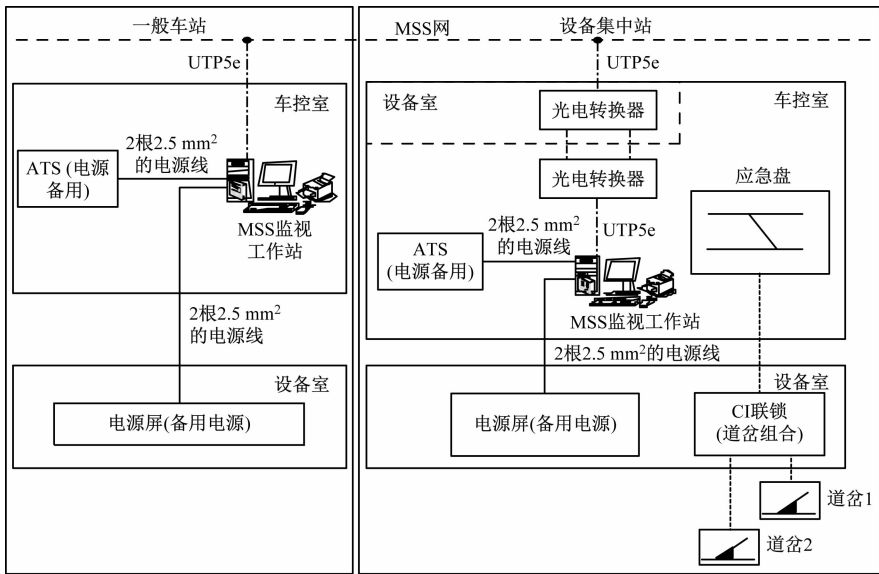 一般车站
MSS网
设备集中站
UTP5e
车控室
2根2.5 mm²
的电源线
ATS (电源
备用)
MSS监视
工作站
2根2.5 mm²
的电源线
设备室
电源屏(备用电源)
UTP5e
设备室
车控室
光电转换器
光电转换器
应急盘
UTP5e
2根2.5 mm²
的电源线
ATS
(电源备用)
MSS监视工作站
2根2.5 mm²的电源线
设备室
电源屏(备用电源)
CI联锁
(道岔组合)
道岔1
道岔2